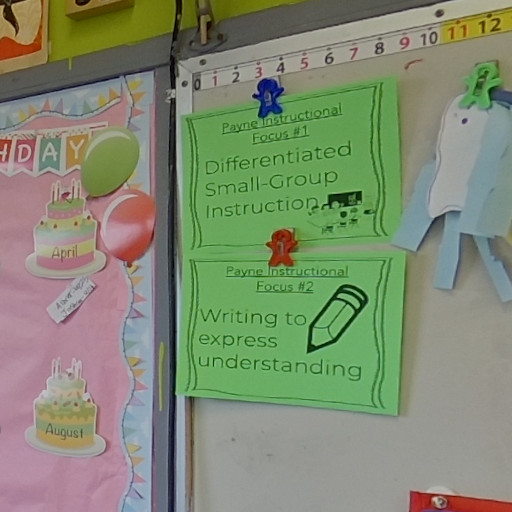 0 1 2 3 4 5 6 7 8 9 10 11 12
HDAY
April
August
Payne Instructional
Focus #1
Differentiated
Small-Group
Instruction
Payne Instructional
Focus #2
Writing to
express
understanding